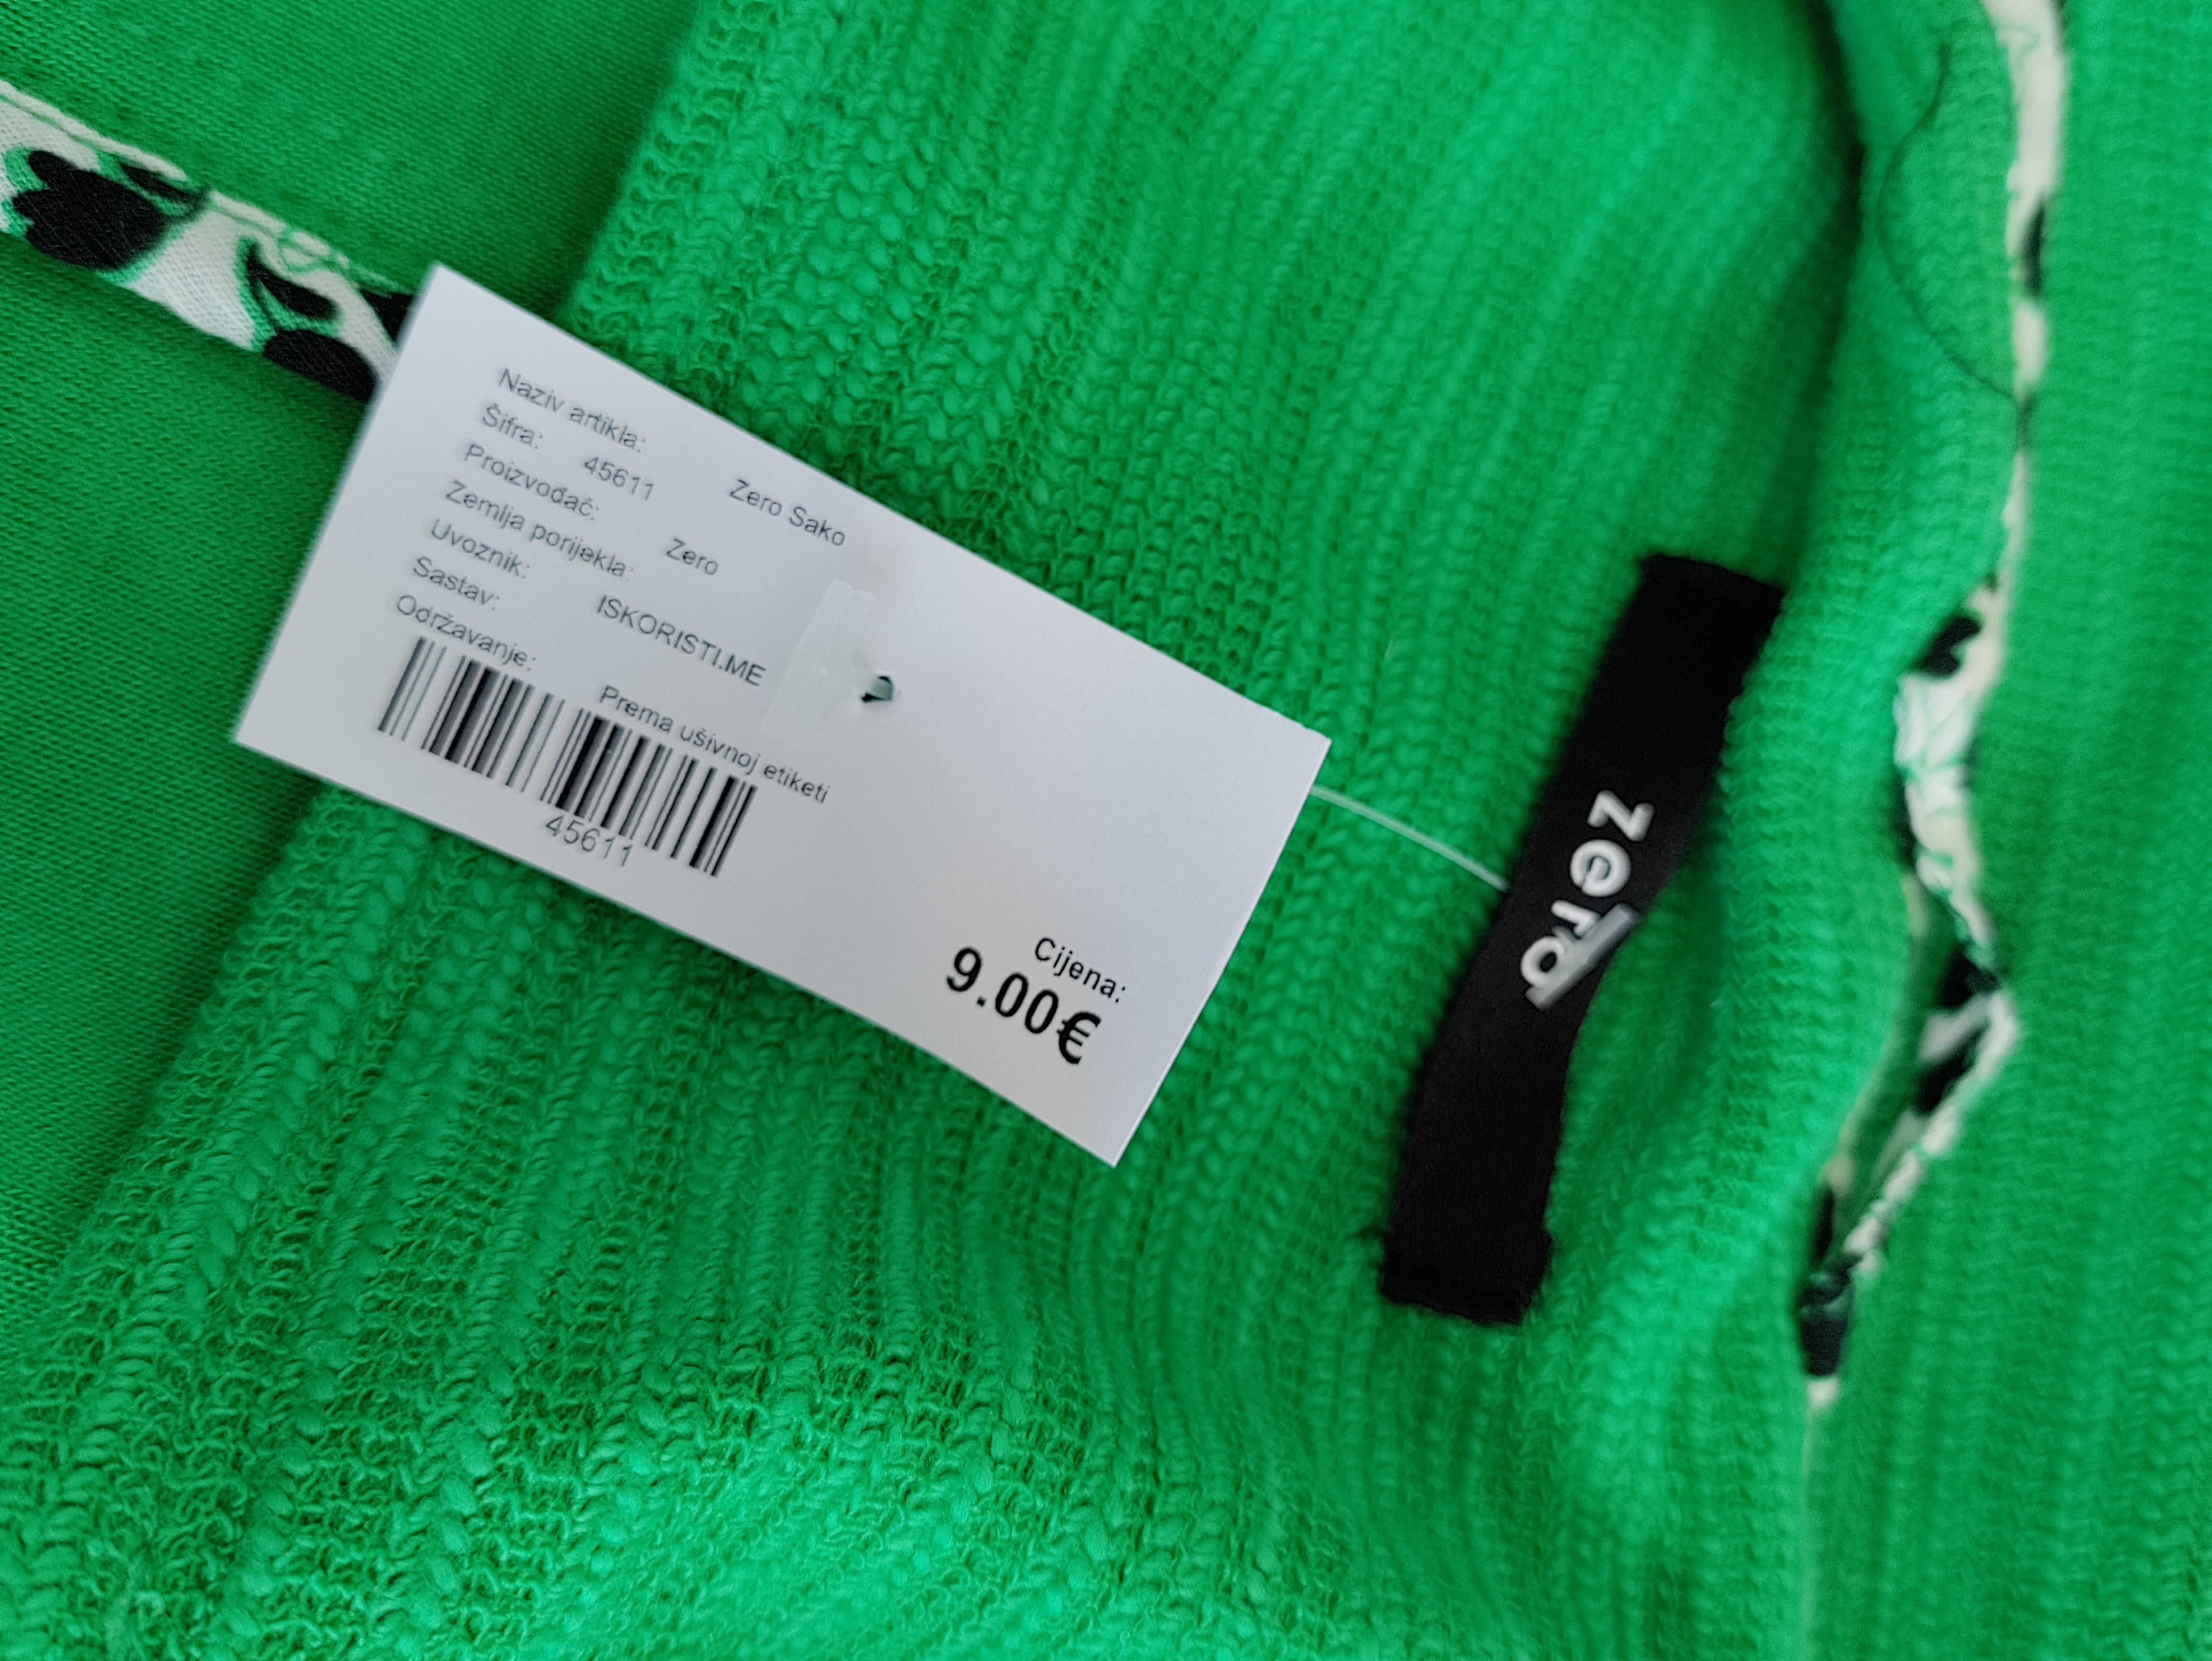 Naziv artikla: Zero Sako
Šifra: 45611
Proizvođač: Zero
Zemlja porijekla:
Uvoznik: ISKORISTI.ME
Sastav:
Održavanje: Prema ušivnoj etiketi
45611
Cijena:
9.00€
zero